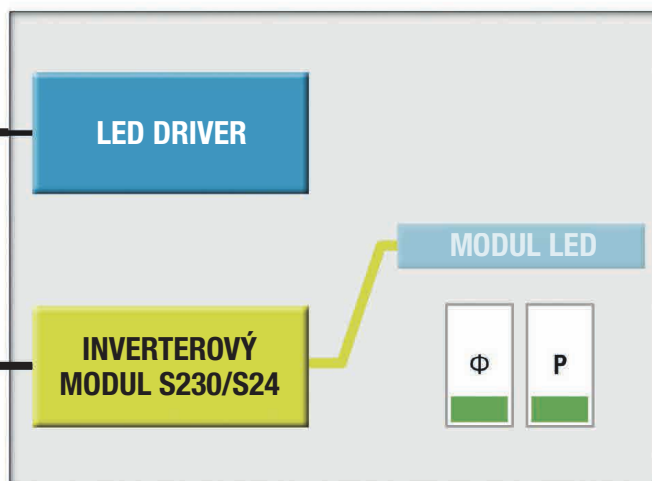 LED DRIVER
MODUL LED
INVERTEROVÝ
MODUL S230/S24
Φ
P